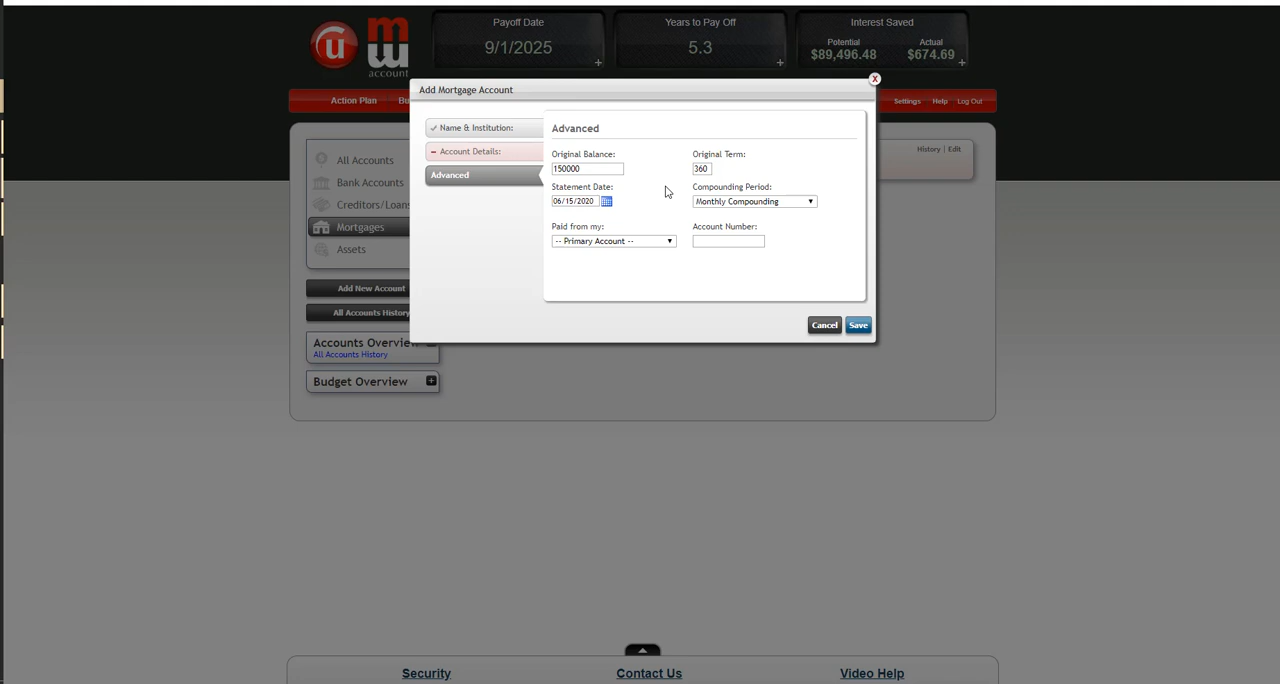 Payoff Date
9/1/2025
+
Years to Pay Off
5.3
+
Interest Saved
Potential
$89,496.48
Actual
$674.69
+
u
mw
account
Action Plan
Bu
Settings
Help
Log Out
Add Mortgage Account
X
Name & Institution:
Account Details:
Advanced
Advanced
Original Balance:
150000
Original Term:
360
Statement Date:
06/15/2020
Compounding Period:
Monthly Compounding
Paid from my:
-- Primary Account --
Account Number:
Cancel
Save
History | Edit
All Accounts
Bank Accounts
Creditors/Loans
Mortgages
Assets
Add New Account
All Accounts History
Accounts Overview
All Accounts History
Budget Overview
+
Security
Contact Us
Video Help